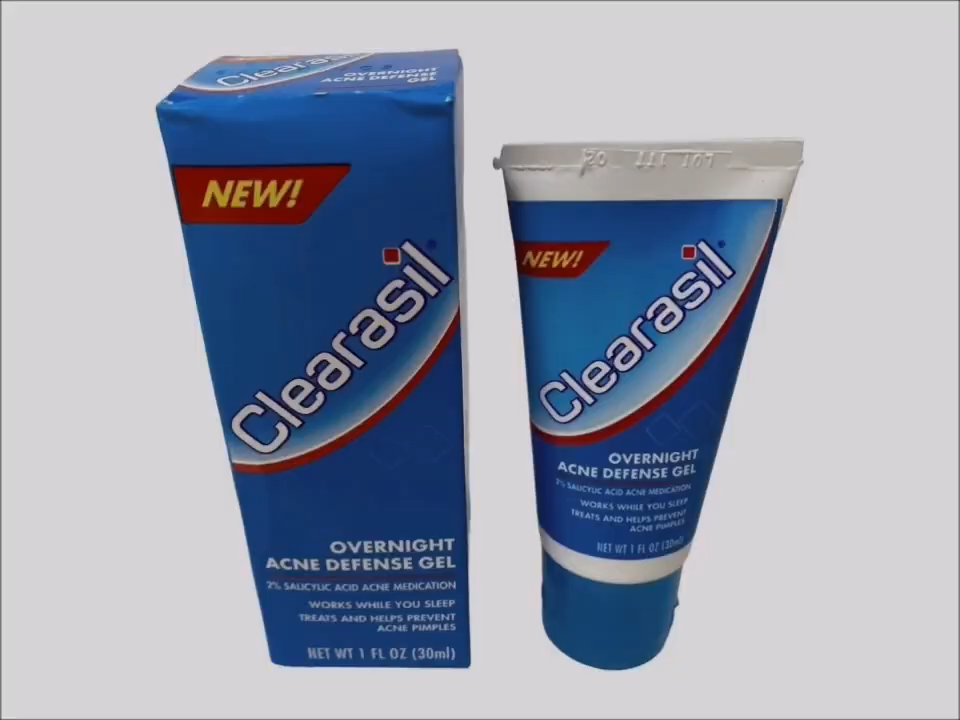 Clearasil
OVERNIGHT
ACNE DEFENSE
GEL
NEW!
Clearasil®
OVERNIGHT
ACNE DEFENSE GEL
2% SALICYLIC ACID ACNE MEDICATION
WORKS WHILE YOU SLEEP
TREATS AND HELPS PREVENT
ACNE PIMPLES
NET WT 1 FL OZ (30ml)
NEW!
Clearasil®
OVERNIGHT
ACNE DEFENSE GEL
2% SALICYLIC ACID ACNE MEDICATION
WORKS WHILE YOU SLEEP
TREATS AND HELPS PREVENT
ACNE PIMPLES
NET WT 1 FL OZ (30ml)